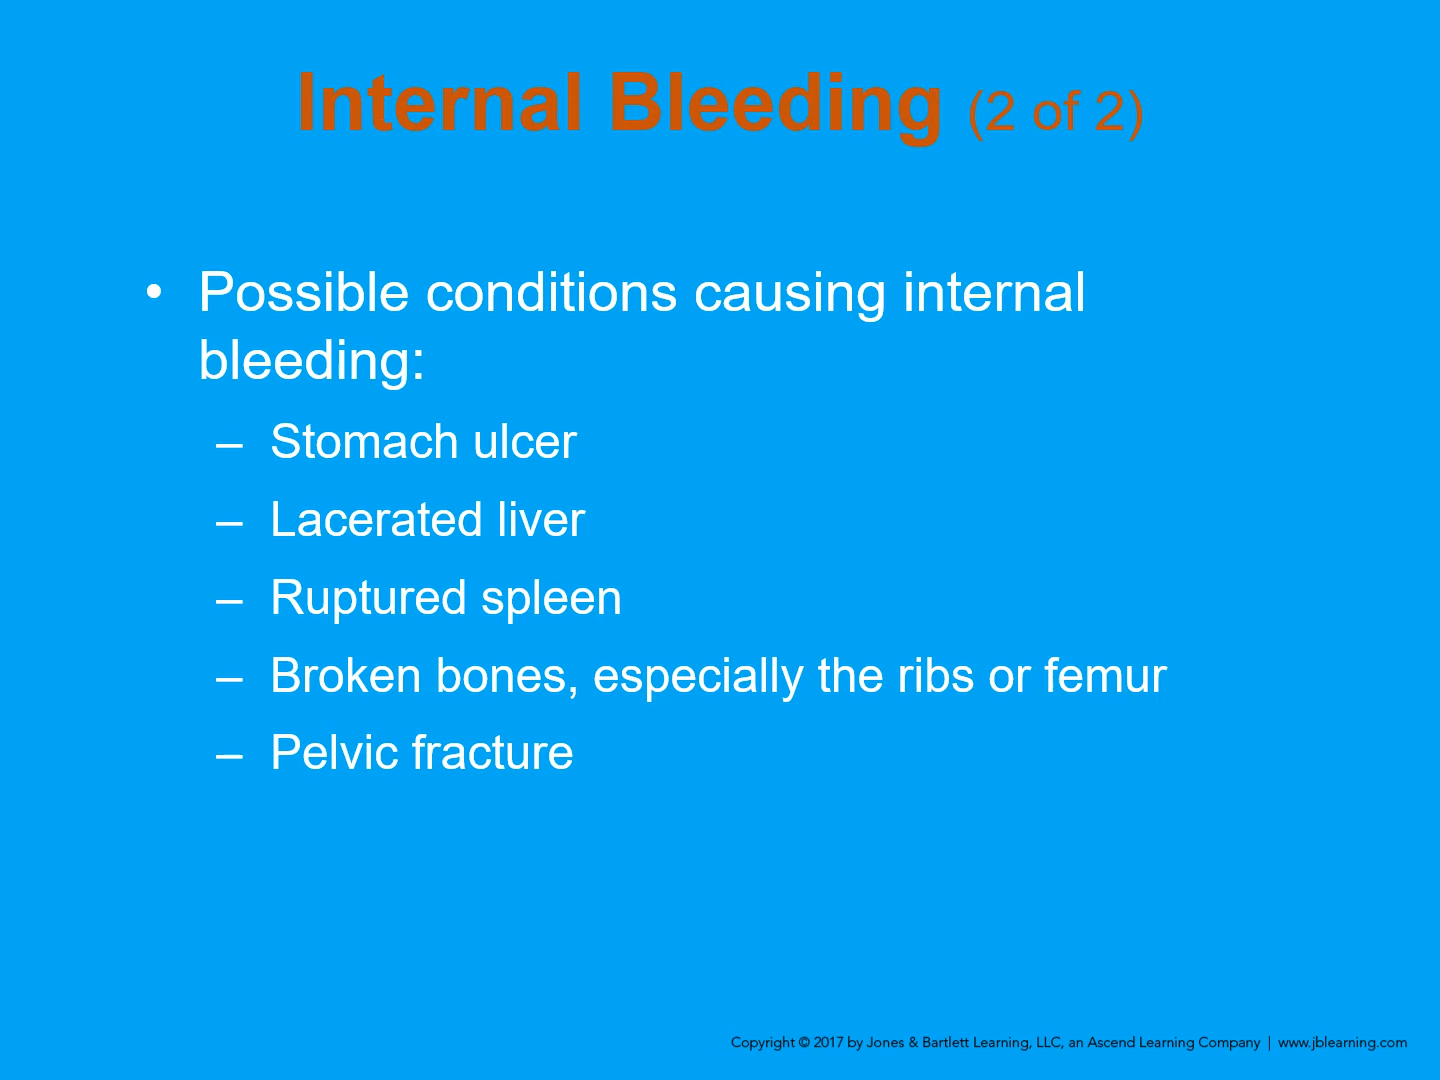 Internal Bleeding (2 of 2)
• Possible conditions causing internal
bleeding:
– Stomach ulcer
– Lacerated liver
– Ruptured spleen
– Broken bones, especially the ribs or femur
– Pelvic fracture
Copyright © 2017 by Jones & Bartlett Learning, LLC, an Ascend Learning Company | www.jblearning.com